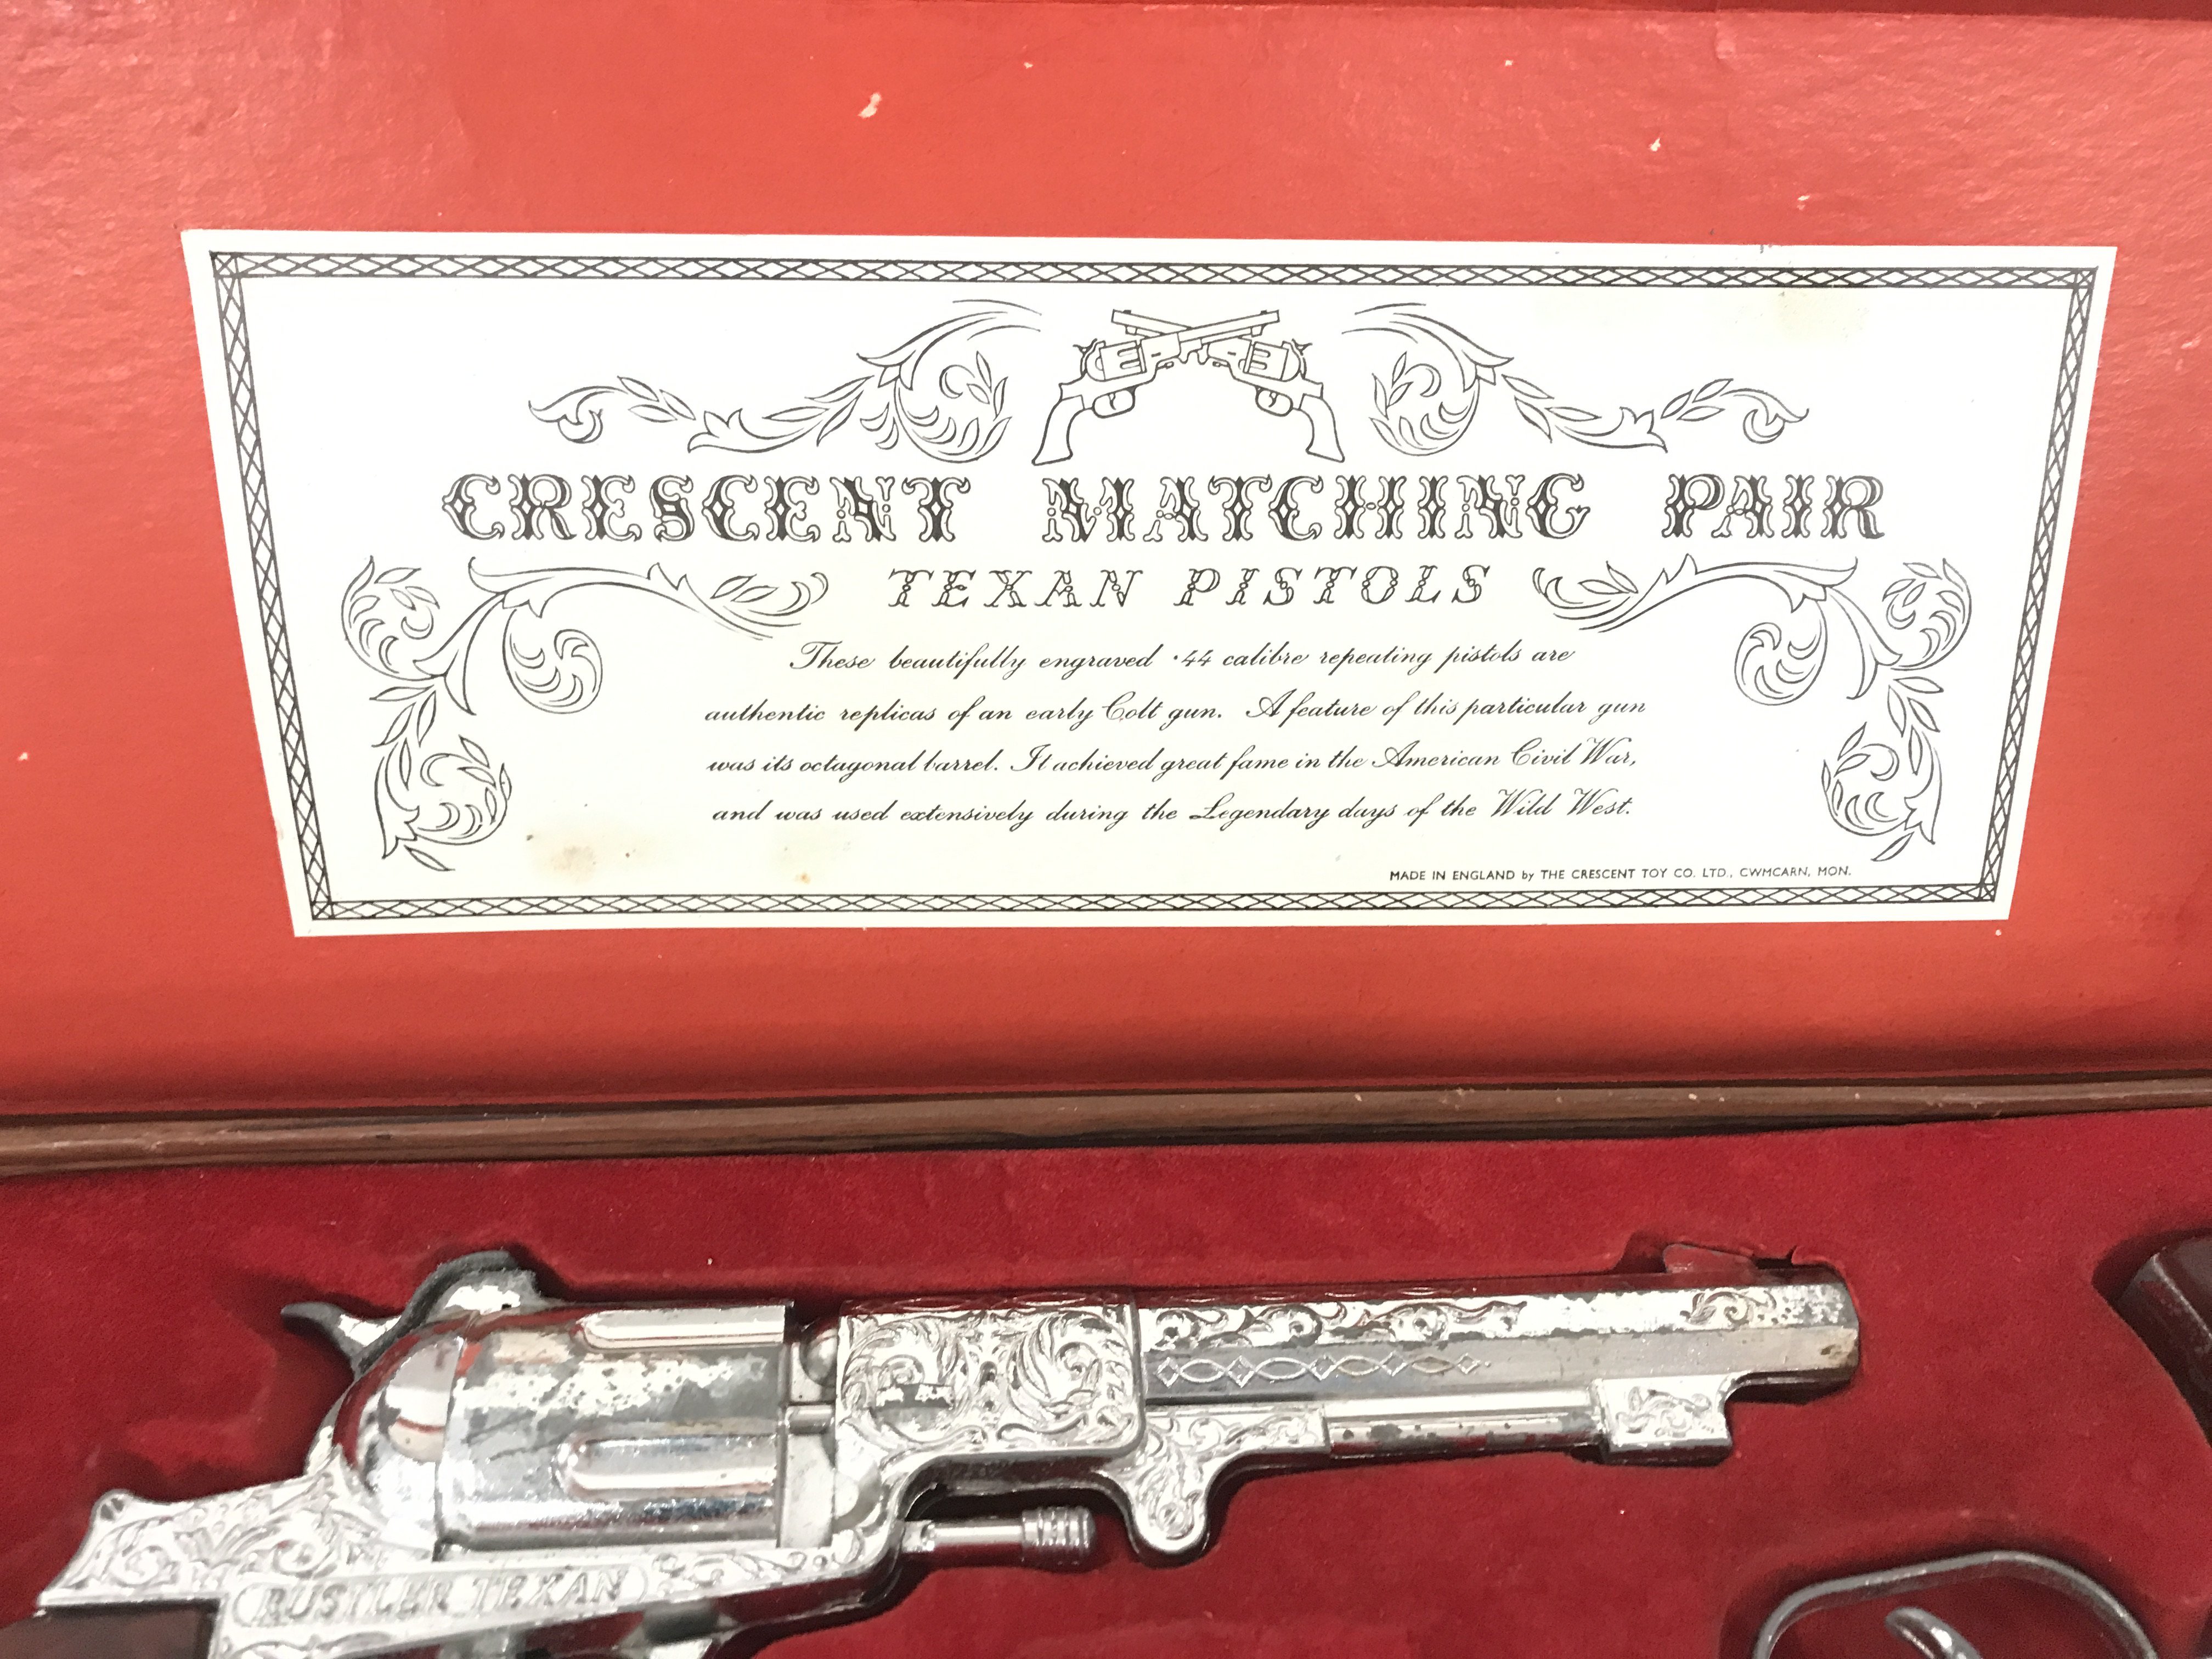 CRESCENT MATCHING PAIR
TEXAN PISTOLS
These beautifully engraved ·44 calibre repeating pistols are
authentic replicas of an early Colt gun. A feature of this particular gun
was its octagonal barrel. It achieved great fame in the American Civil War,
and was used extensively during the Legendary days of the Wild West.
MADE IN ENGLAND by THE CRESCENT TOY CO. LTD., CWMCARN, MON.
RUSTLER TEXAN